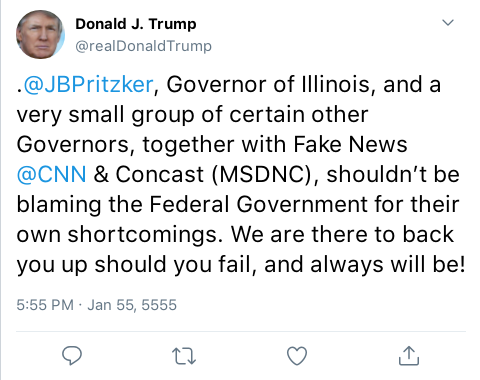 Donald J. Trump
@realDonaldTrump
.@JBPritzker, Governor of Illinois, and a
very small group of certain other
Governors, together with Fake News
@CNN & Concast (MSDNC), shouldn’t be
blaming the Federal Government for their
own shortcomings. We are there to back
you up should you fail, and always will be!
5:55 PM · Jan 55, 5555